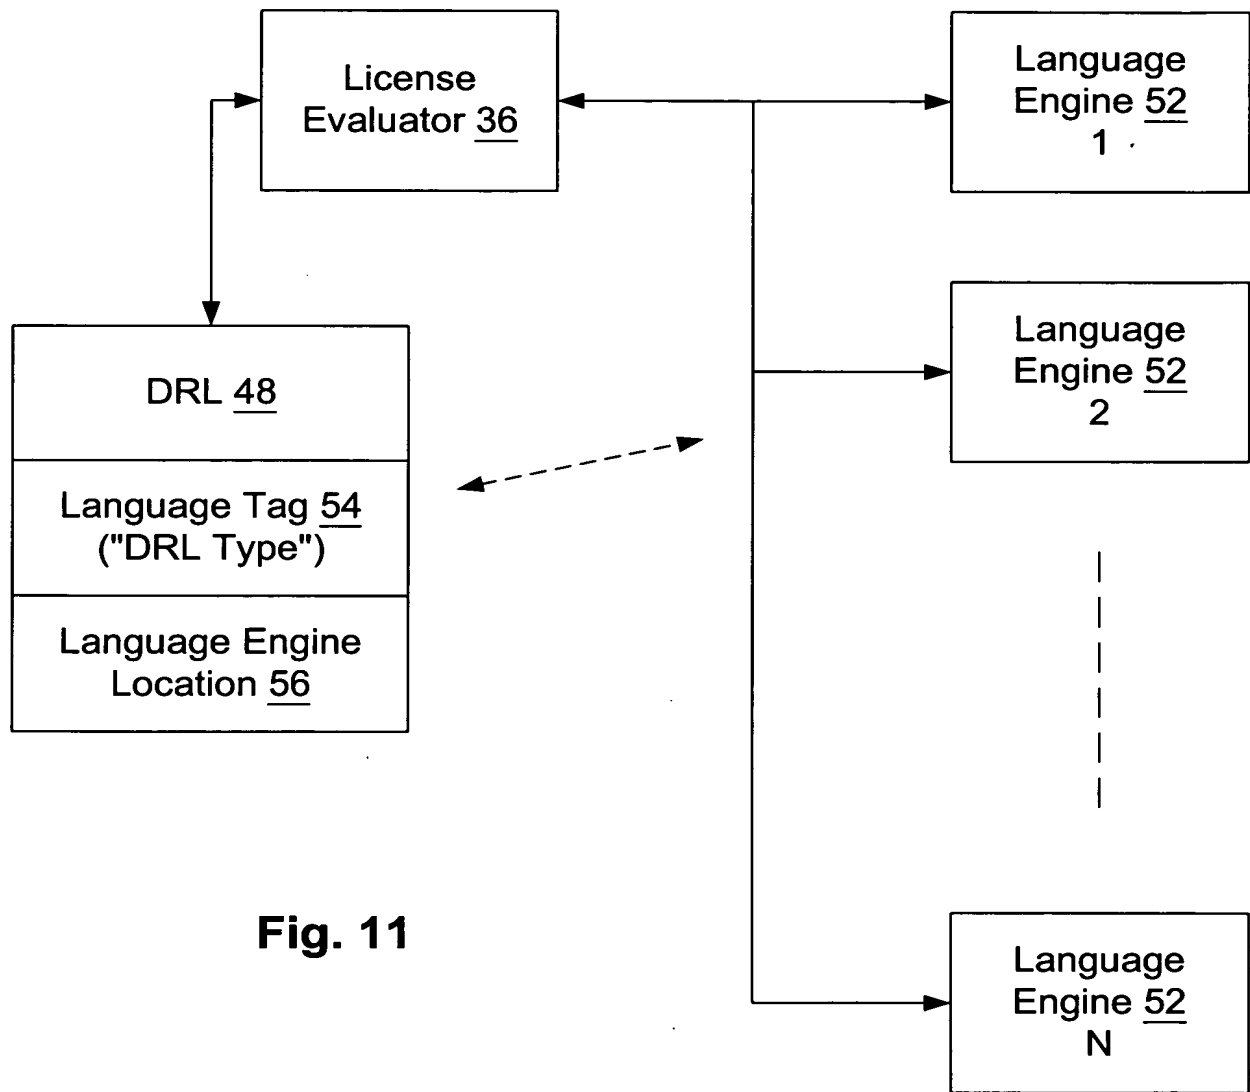 License
Evaluator 36
Language
Engine 52
1
Language
Engine 52
2
DRL 48
Language Tag 54
("DRL Type")
Language Engine
Location 56
Fig. 11
Language
Engine 52
N